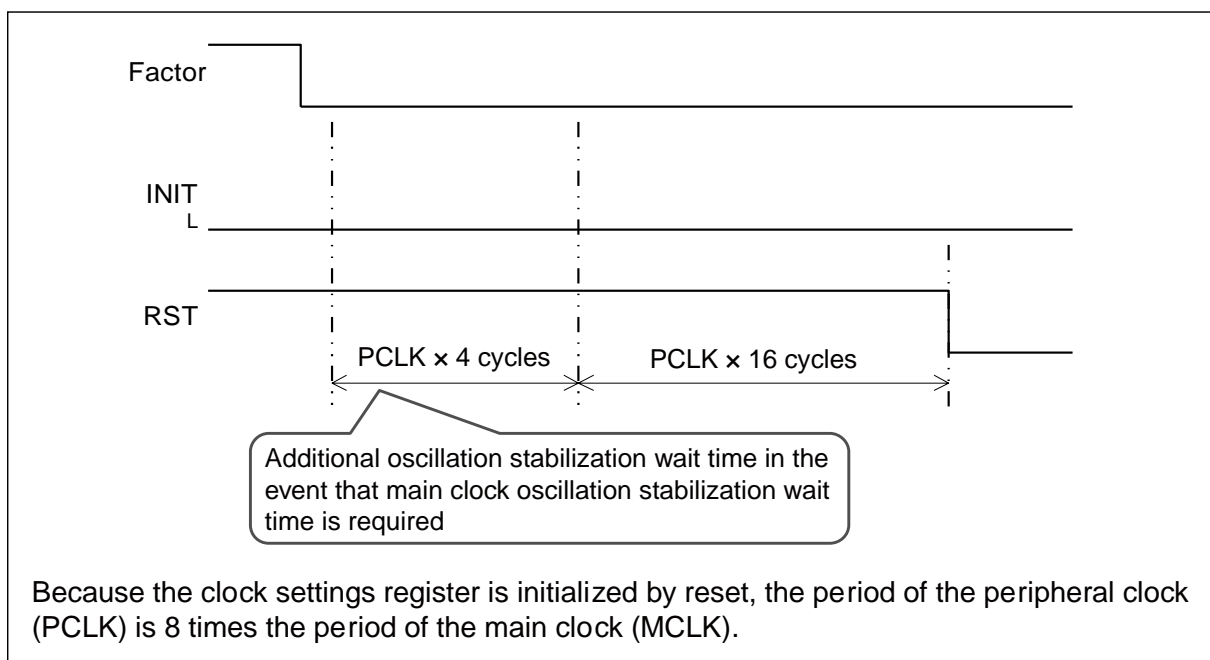 Factor
INIT
L
RST
PCLK × 4 cycles
PCLK × 16 cycles
Additional oscillation stabilization wait time in the
event that main clock oscillation stabilization wait
time is required
Because the clock settings register is initialized by reset, the period of the peripheral clock
(PCLK) is 8 times the period of the main clock (MCLK).